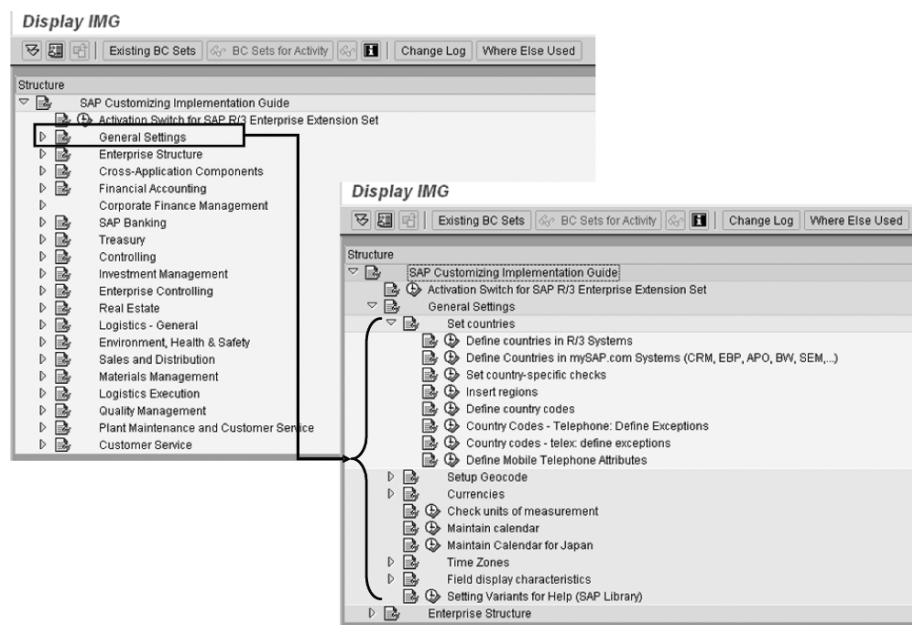 Display IMG
Existing BC Sets
BC Sets for Activity
Change Log
Where Else Used
Structure
SAP Customizing Implementation Guide
Activation Switch for SAP R/3 Enterprise Extension Set
General Settings
Enterprise Structure
Cross-Application Components
Financial Accounting
Corporate Finance Management
SAP Banking
Treasury
Controlling
Investment Management
Enterprise Controlling
Real Estate
Logistics - General
Environment, Health & Safety
Sales and Distribution
Materials Management
Logistics Execution
Quality Management
Plant Maintenance and Customer Service
Customer Service
Display IMG
Existing BC Sets
BC Sets for Activity
Change Log
Where Else Used
Structure
SAP Customizing Implementation Guide
Activation Switch for SAP R/3 Enterprise Extension Set
General Settings
Set countries
Define countries in R/3 Systems
Define Countries in mySAP.com Systems (CRM, EBP, APO, BW, SEM,...)
Set country-specific checks
Insert regions
Define country codes
Country Codes - Telephone: Define Exceptions
Country codes - telex: define exceptions
Define Mobile Telephone Attributes
Setup Geocode
Currencies
Check units of measurement
Maintain calendar
Maintain Calendar for Japan
Time Zones
Field display characteristics
Setting Variants for Help (SAP Library)
Enterprise Structure